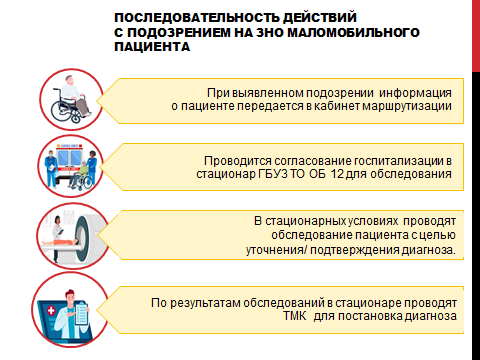 ПОСЛЕДОВАТЕЛЬНОСТЬ ДЕЙСТВИЙ
С ПОДОЗРЕНИЕМ НА ЗНО МАЛОМОБИЛЬНОГО
ПАЦИЕНТА
При выявленном подозрении информация
о пациенте передается в кабинет маршрутизации
AMBULANCE
Проводится согласование госпитализации в
стационар ГБУЗ ТО ОБ 12 для обследования
В стационарных условиях проводят
обследование пациента с целью
уточнения/ подтверждения диагноза.
По результатам обследований в стационаре проводят
ТМК для постановка диагноза